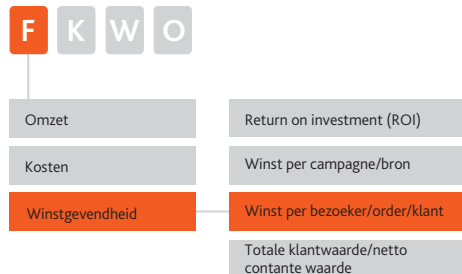 F K W O
Omzet
Kosten
Winstgevendheid
Return on investment (ROI)
Winst per campagne/bron
Winst per bezoeker/order/klant
Totale klantwaarde/netto
contante waarde